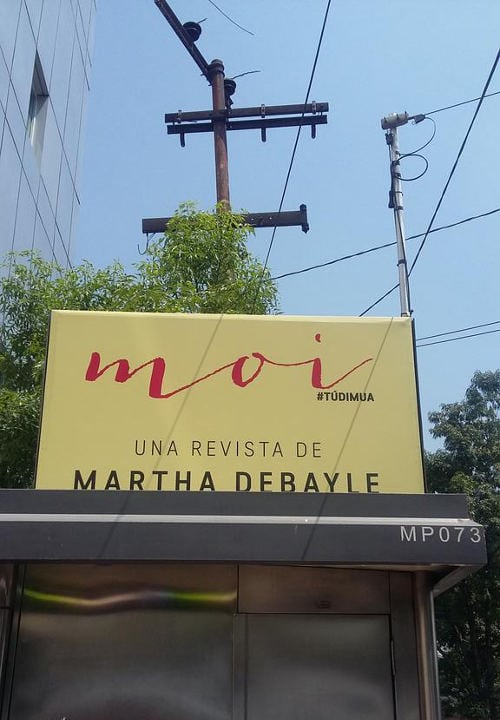 moi
#TÚDIMUA
UNA REVISTA DE
MARTHA DEBAYLE
MP073